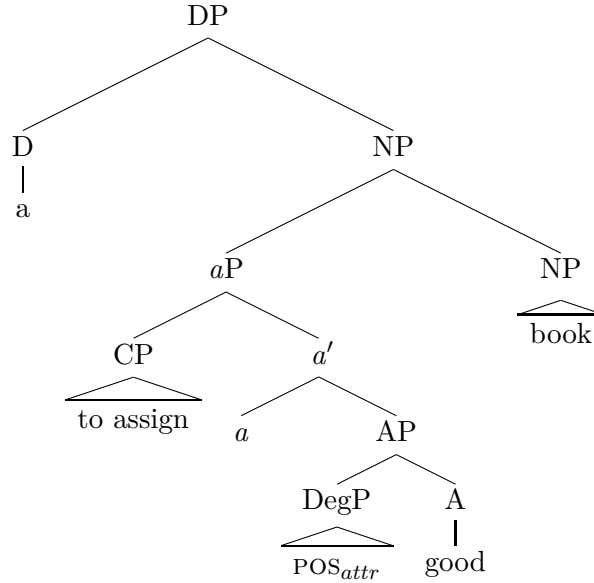 DP
D NP
a
aP NP
book
CP a′
to assign
a AP
DegP A
POSattr good